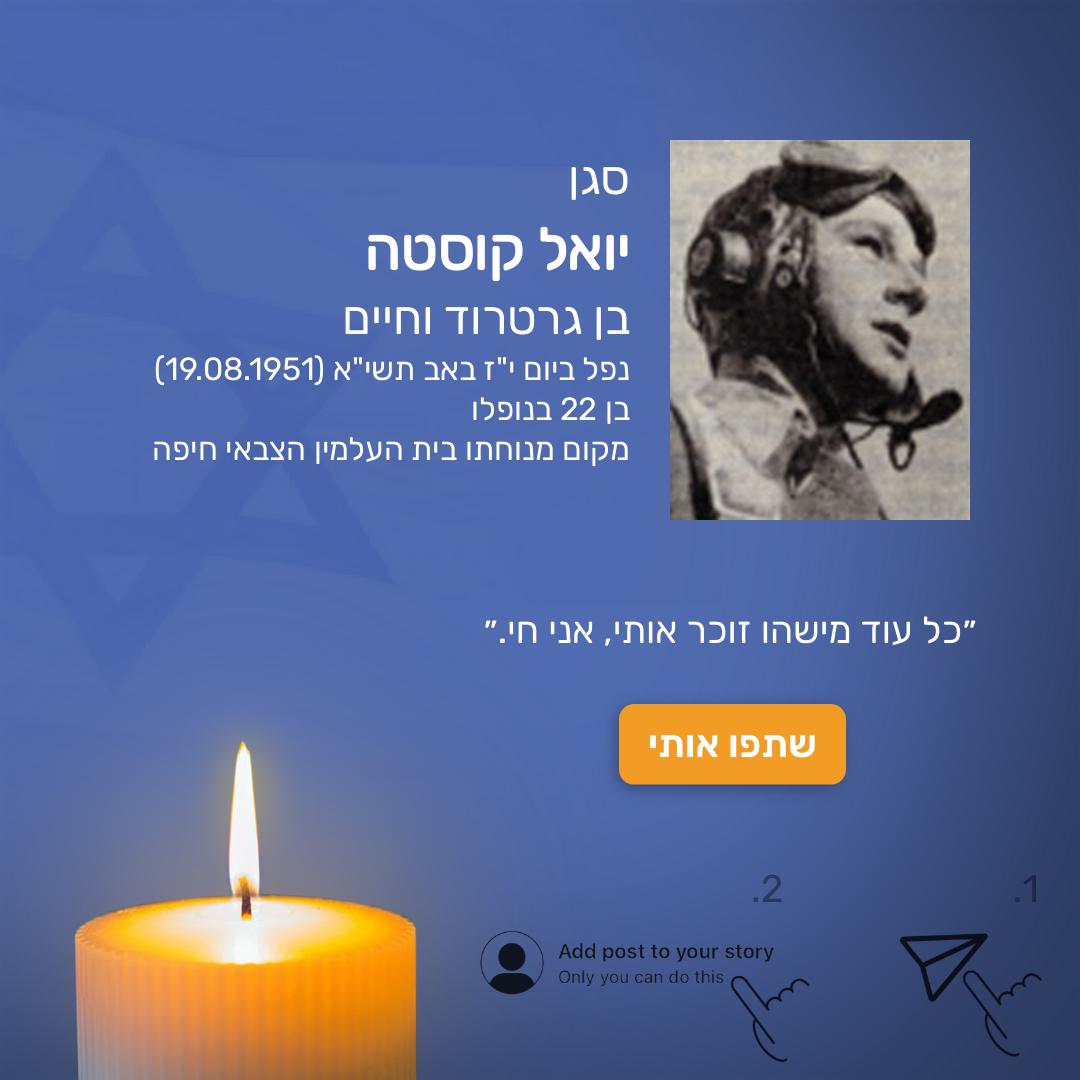 סגן
יואל קוסטה
בן גרטרוד וחיים
נפל ביום י"ז באב תשי"א (19.08.1951)
בן 22 בנופלו
מקום מנוחתו בית העלמין הצבאי חיפה
״כל עוד מישהו זוכר אותי, אני חי.״
שתפו אותי
.1
.2
Add post to your story
Only you can do this